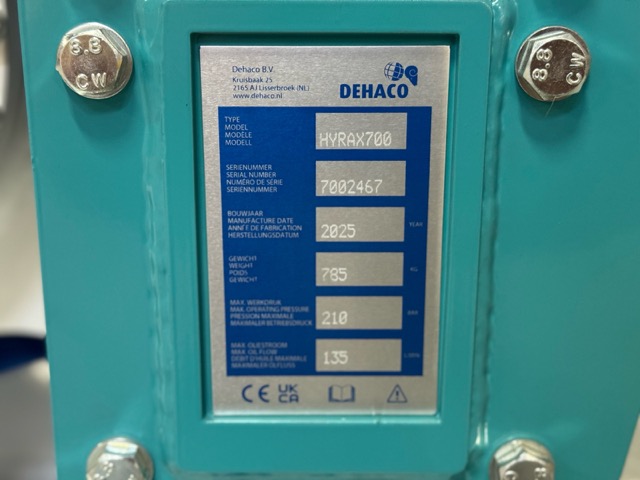 8.8
CW
8.8
CW
Dehaco B.V.
Kruisbaak 25
2165 AJ Lisserbroek (NL)
www.dehaco.nl
DEHACO
TYPE
MODEL
MODÈLE
MODELL
HYRAX700
SERIENUMMER
SERIAL NUMBER
NUMÉRO DE SÉRIE
SERIENNUMMER
7002467
BOUWJAAR
MANUFACTURE DATE
ANNÉE DE FABRICATION
HERSTELLUNGSDATUM
2025
YEAR
GEWICHT
WEIGHT
POIDS
GEWICHT
785
KG
MAX. WERKDRUK
MAX. OPERATING PRESSURE
PRESSION MAXIMALE
MAXIMALER BETRIEBSDRUCK
210
BAR
MAX. OLIESTROOM
MAX. OIL FLOW
DÉBIT D'HUILE MAXIMALE
MAXIMALER ÖLFLUSS
135
L/MIN
CE
UK
CA